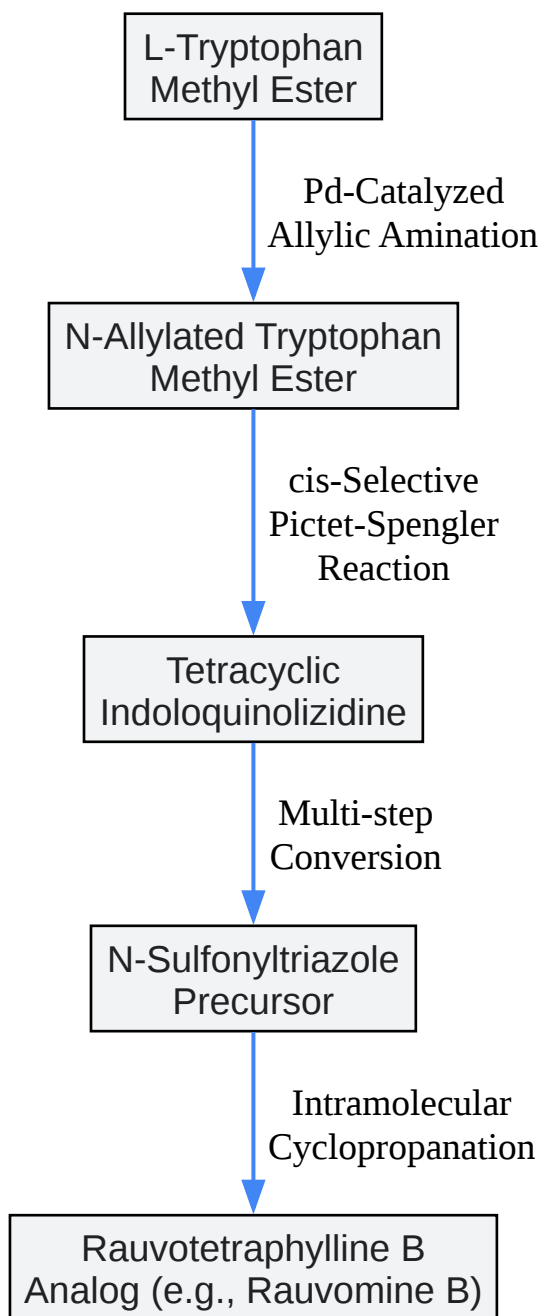 L-Tryptophan
Methyl Ester
Pd-Catalyzed
Allylic Amination
N-Allylated Tryptophan
Methyl Ester
cis-Selective
Pictet-Spengler
Reaction
Tetracyclic
Indoloquinolizidine
Multi-step
Conversion
N-Sulfonyltriazole
Precursor
Intramolecular
Cyclopropanation
Rauvotetraphylline B
Analog (e.g., Rauvomine B)